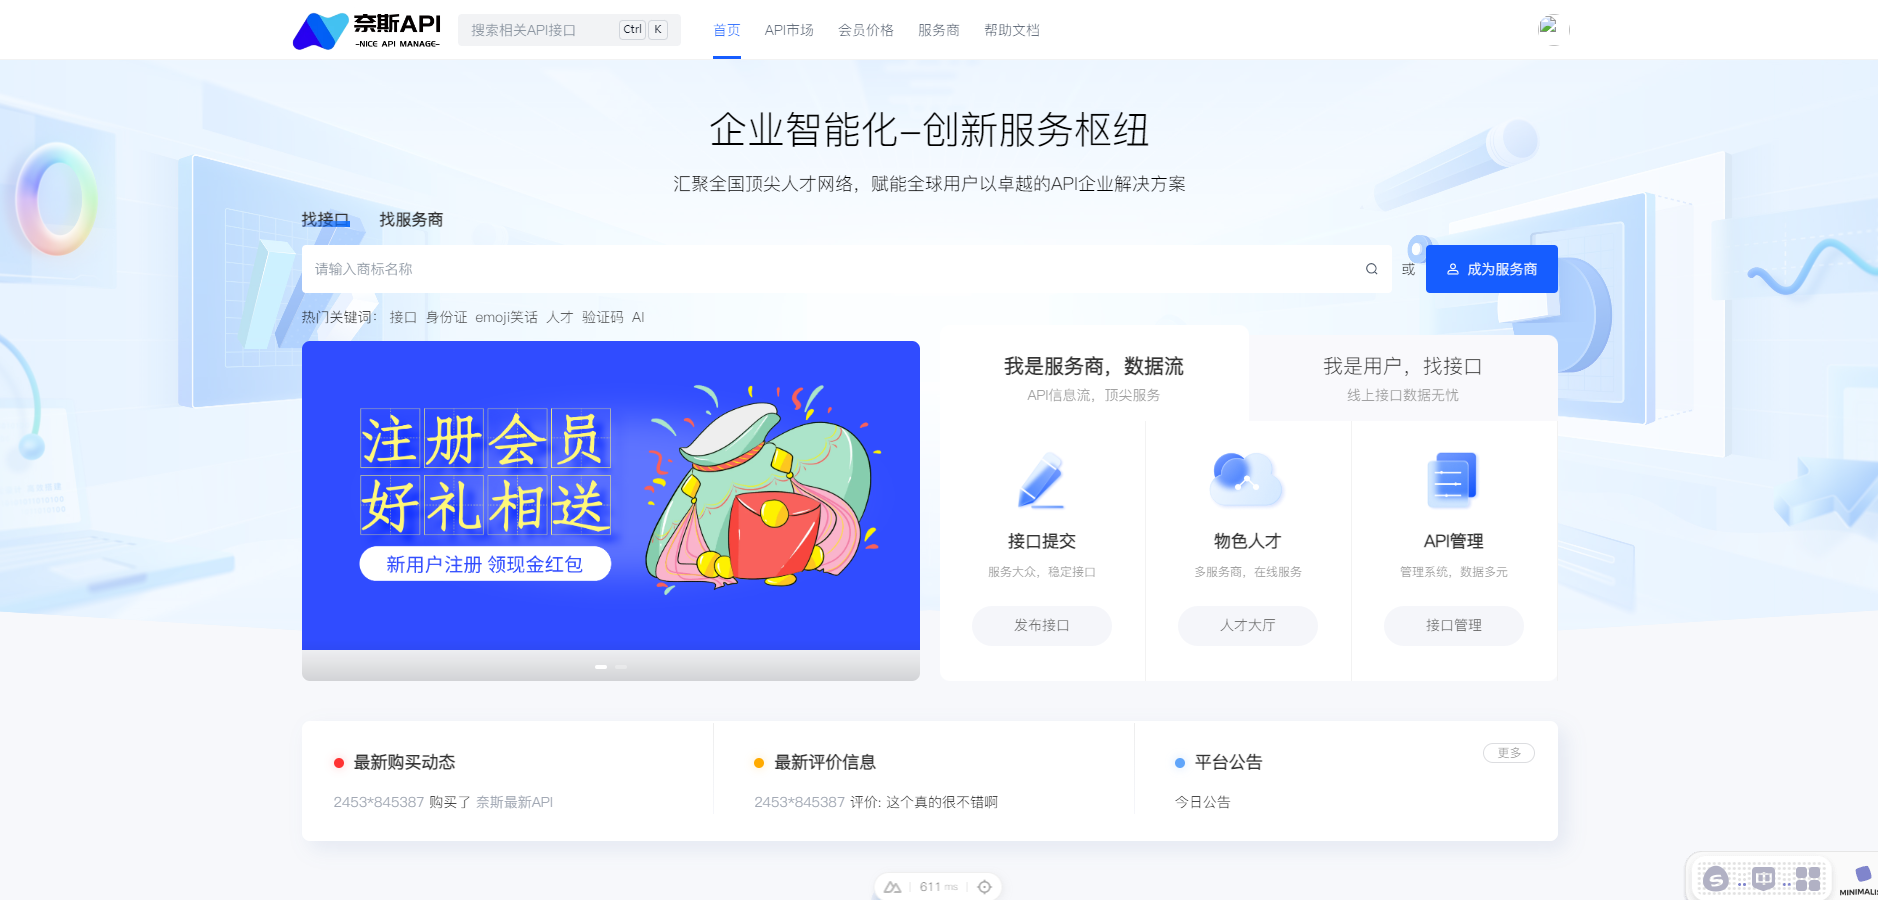 奈斯API
-NICE API MANAGE-
搜索相关API接口
Ctrl K
首页 API市场 会员价格 服务商 帮助文档
企业智能化-创新服务枢纽
汇聚全国顶尖人才网络，赋能全球用户以卓越的API企业解决方案
找接口 找服务商
请输入商标名称
或
成为服务商
热门关键词： 接口 身份证 emoji笑话 人才 验证码 AI
注册会员
好礼相送
新用户注册 领现金红包
我是服务商，数据流
API信息流，顶尖服务
我是用户，找接口
线上接口数据无忧
接口提交
服务大众，稳定接口
发布接口
物色人才
多服务商，在线服务
人才大厅
API管理
管理系统，数据多元
接口管理
最新购买动态
2453*845387 购买了 奈斯最新API
最新评价信息
2453*845387 评价: 这个真的很不错啊
平台公告
更多
今日公告
611 ms
中